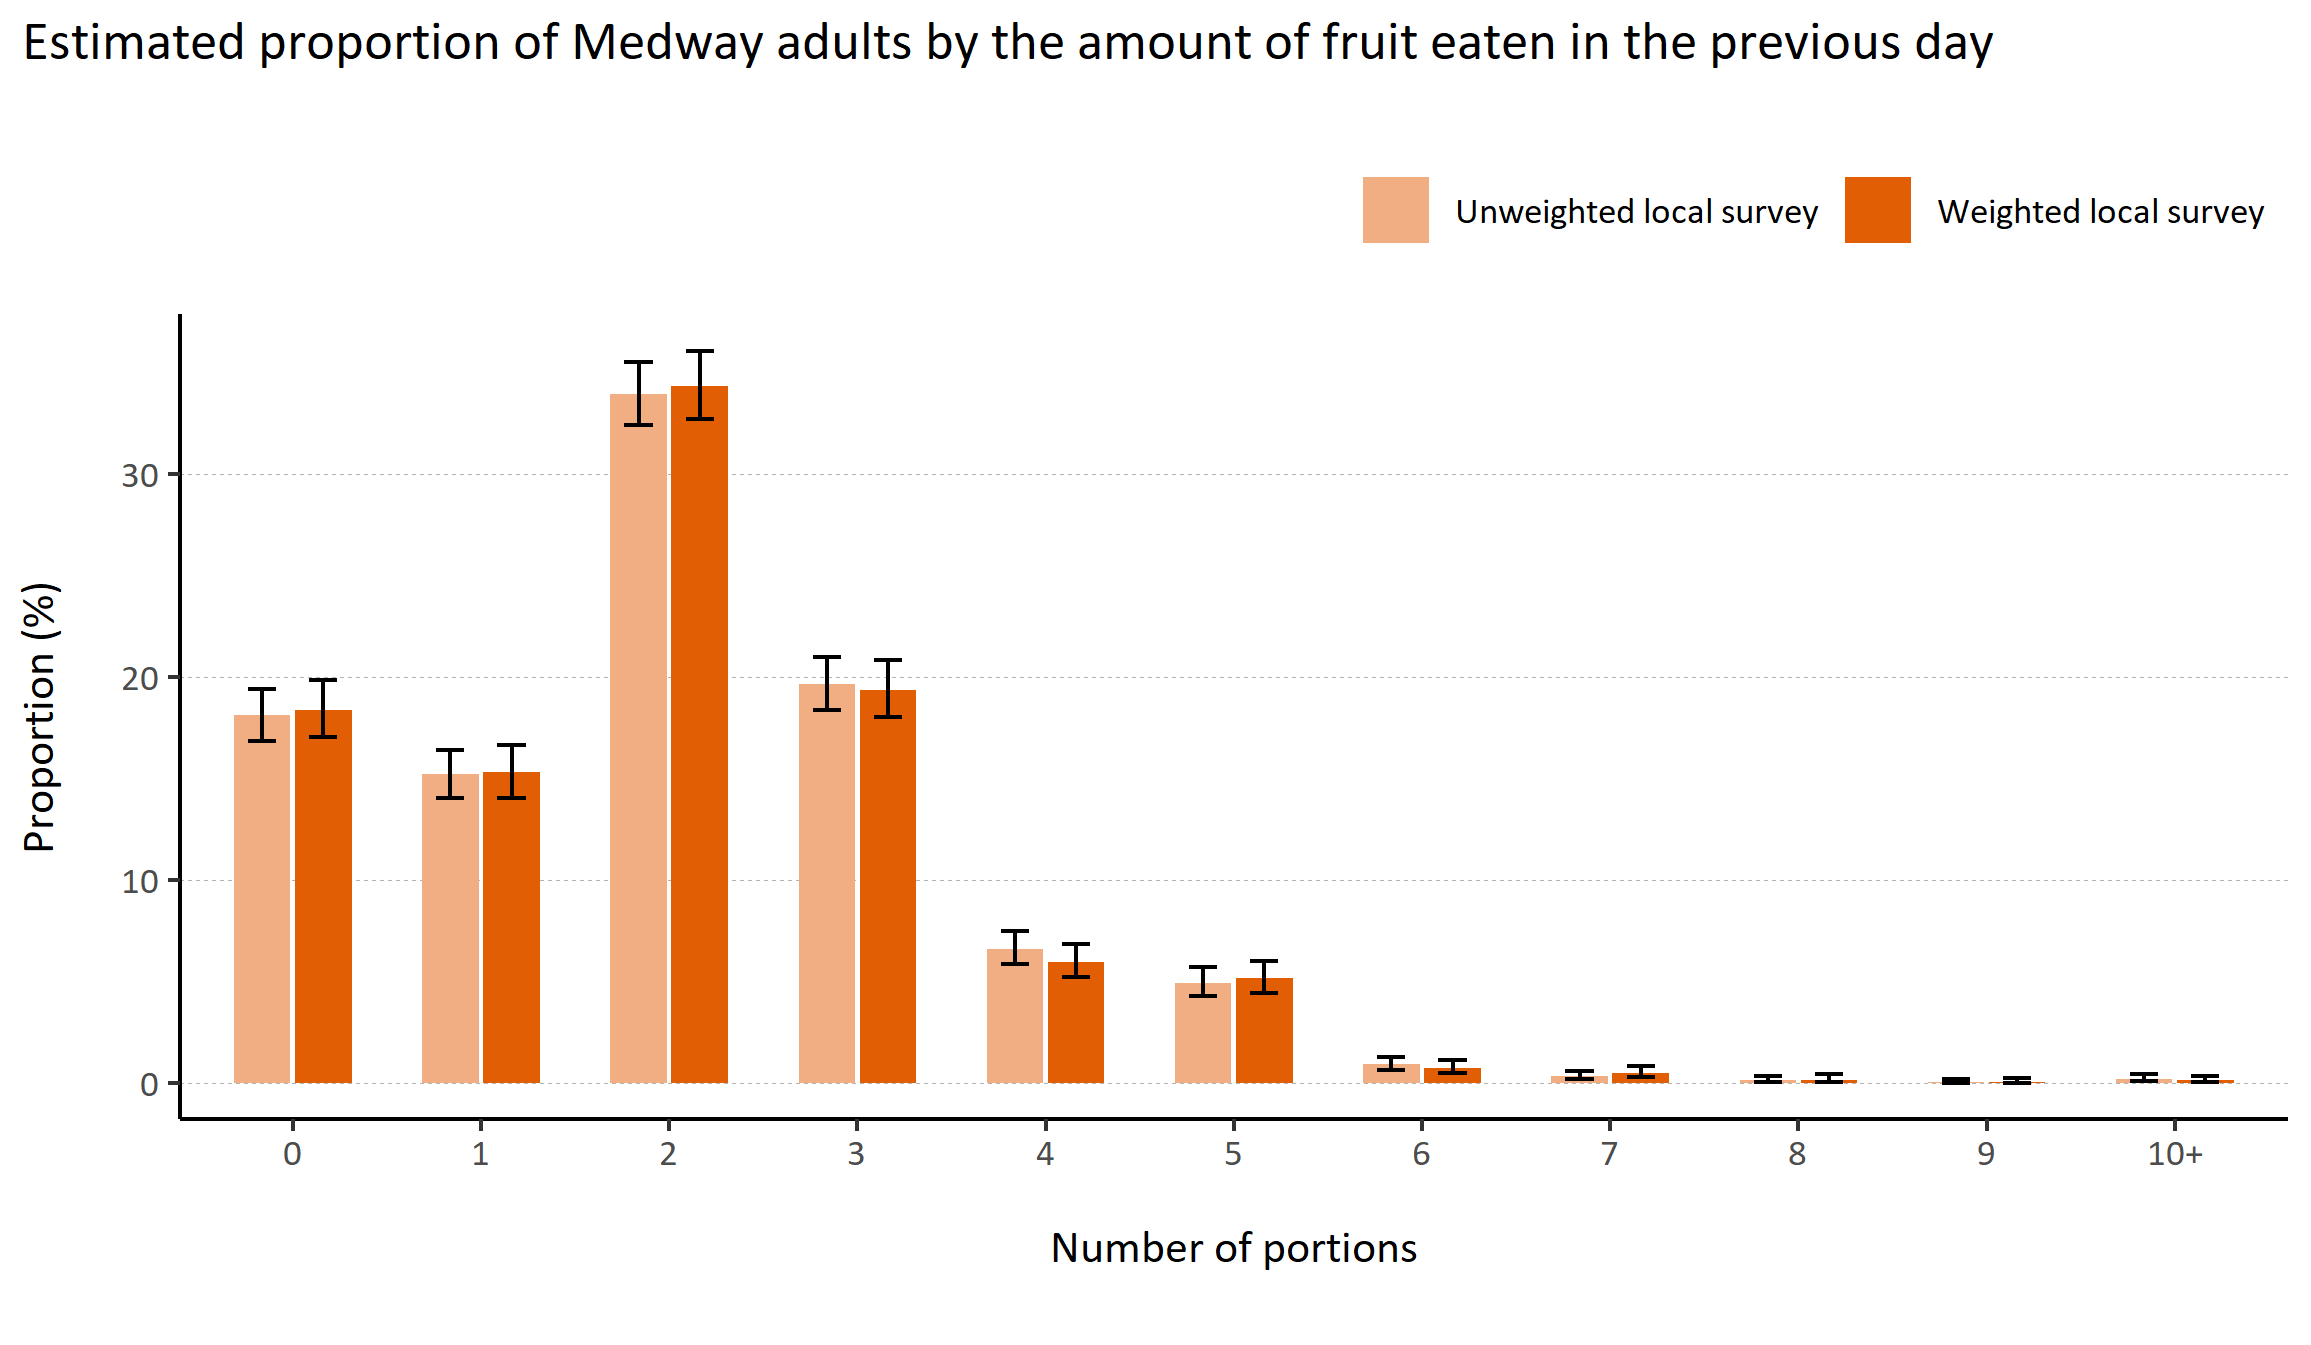 Estimated proportion of Medway adults by the amount of fruit eaten in the previous day
Unweighted local survey Weighted local survey
Proportion (%)
30
20
10
0
0 1 2 3 4 5 6 7 8 9 10+
Number of portions